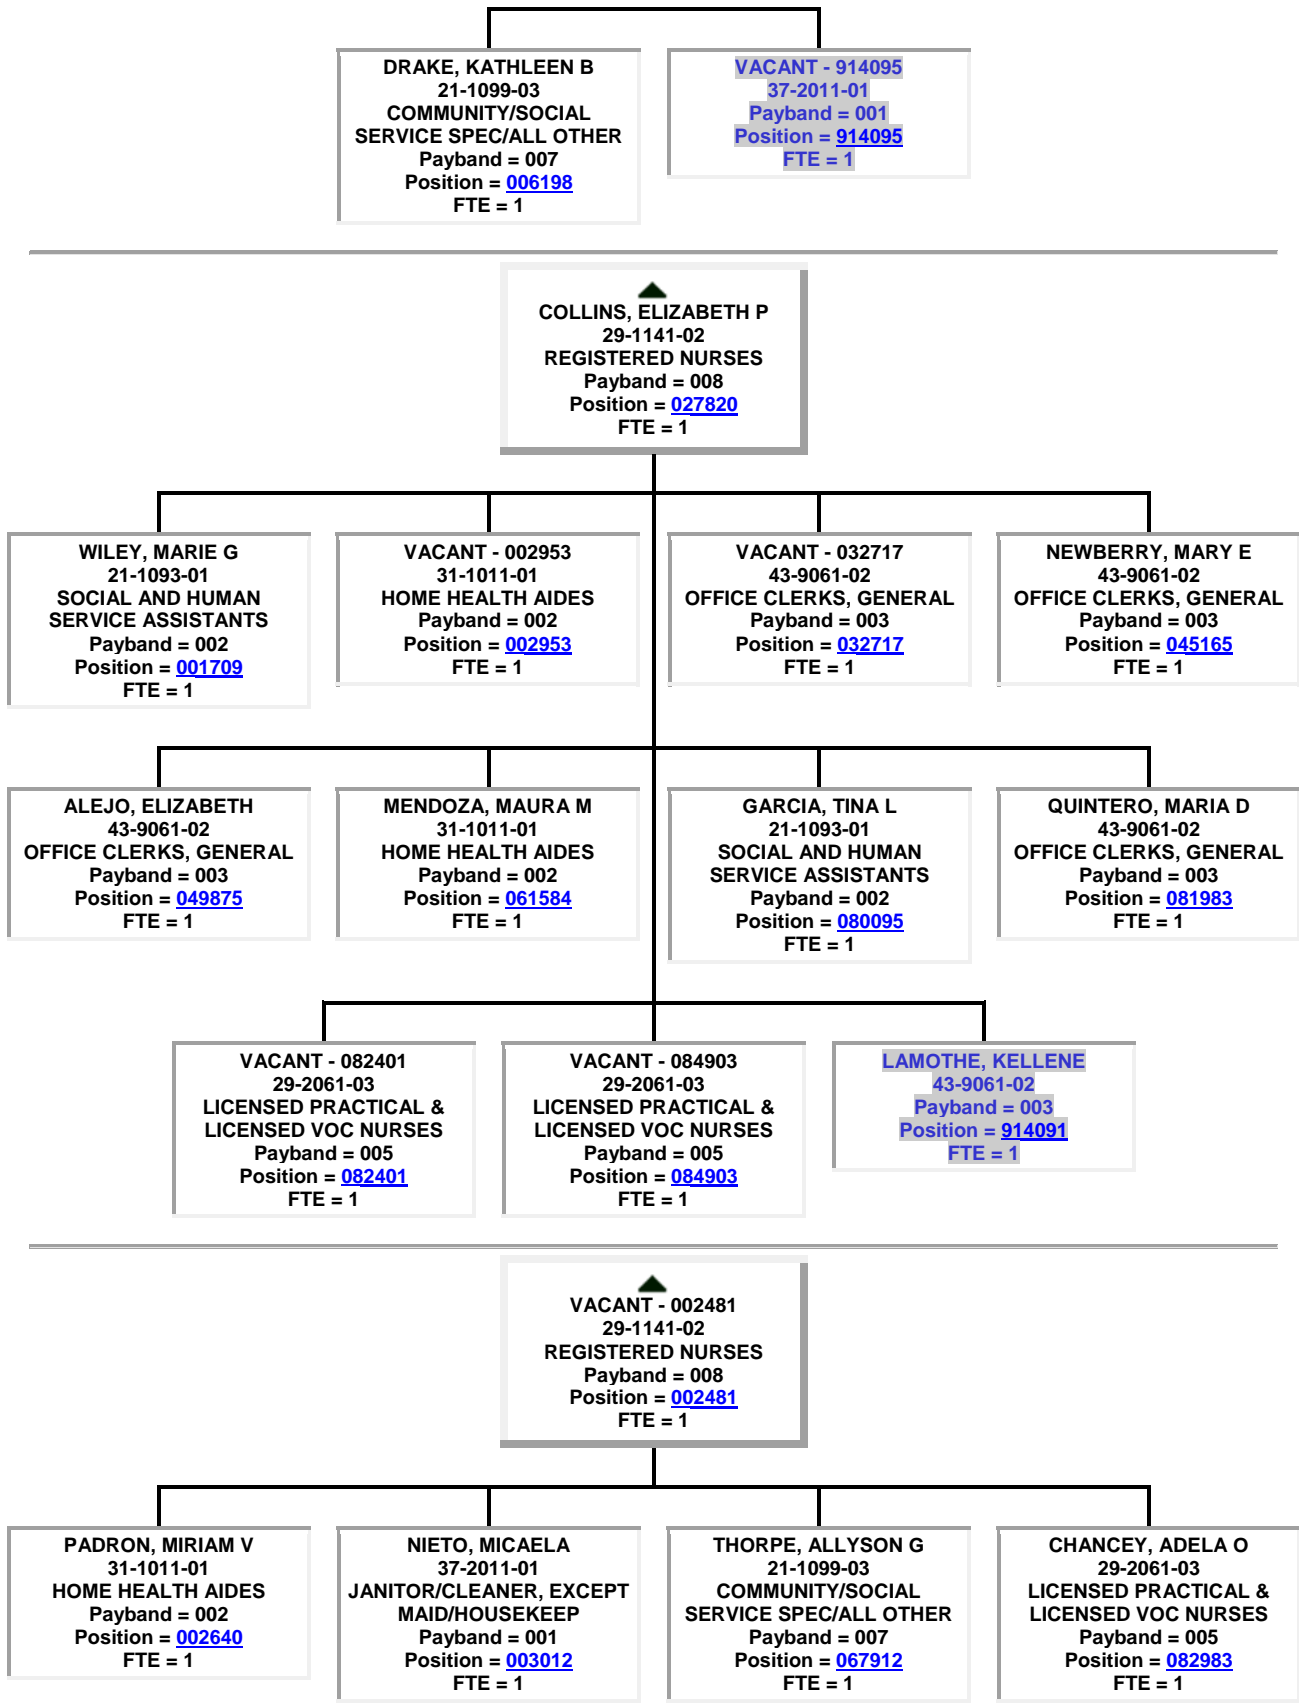 DRAKE, KATHLEEN B
21-1099-03
COMMUNITY/SOCIAL
SERVICE SPEC/ALL OTHER
Payband = 007
Position = 006198
FTE = 1
VACANT - 914095
37-2011-01
Payband = 001
Position = 914095
FTE = 1
COLLINS, ELIZABETH P
29-1141-02
REGISTERED NURSES
Payband = 008
Position = 027820
FTE = 1
WILEY, MARIE G
21-1093-01
SOCIAL AND HUMAN
SERVICE ASSISTANTS
Payband = 002
Position = 001709
FTE = 1
VACANT - 002953
31-1011-01
HOME HEALTH AIDES
Payband = 002
Position = 002953
FTE = 1
VACANT - 032717
43-9061-02
OFFICE CLERKS, GENERAL
Payband = 003
Position = 032717
FTE = 1
NEWBERRY, MARY E
43-9061-02
OFFICE CLERKS, GENERAL
Payband = 003
Position = 045165
FTE = 1
ALEJO, ELIZABETH
43-9061-02
OFFICE CLERKS, GENERAL
Payband = 003
Position = 049875
FTE = 1
MENDOZA, MAURA M
31-1011-01
HOME HEALTH AIDES
Payband = 002
Position = 061584
FTE = 1
GARCIA, TINA L
21-1093-01
SOCIAL AND HUMAN
SERVICE ASSISTANTS
Payband = 002
Position = 080095
FTE = 1
QUINTERO, MARIA D
43-9061-02
OFFICE CLERKS, GENERAL
Payband = 003
Position = 081983
FTE = 1
VACANT - 082401
29-2061-03
LICENSED PRACTICAL &
LICENSED VOC NURSES
Payband = 005
Position = 082401
FTE = 1
VACANT - 084903
29-2061-03
LICENSED PRACTICAL &
LICENSED VOC NURSES
Payband = 005
Position = 084903
FTE = 1
LAMOTHE, KELLENE
43-9061-02
Payband = 003
Position = 914091
FTE = 1
VACANT - 002481
29-1141-02
REGISTERED NURSES
Payband = 008
Position = 002481
FTE = 1
PADRON, MIRIAM V
31-1011-01
HOME HEALTH AIDES
Payband = 002
Position = 002640
FTE = 1
NIETO, MICAELA
37-2011-01
JANITOR/CLEANER, EXCEPT
MAID/HOUSEKEEP
Payband = 001
Position = 003012
FTE = 1
THORPE, ALLYSON G
21-1099-03
COMMUNITY/SOCIAL
SERVICE SPEC/ALL OTHER
Payband = 007
Position = 067912
FTE = 1
CHANCEY, ADELA O
29-2061-03
LICENSED PRACTICAL &
LICENSED VOC NURSES
Payband = 005
Position = 082983
FTE = 1